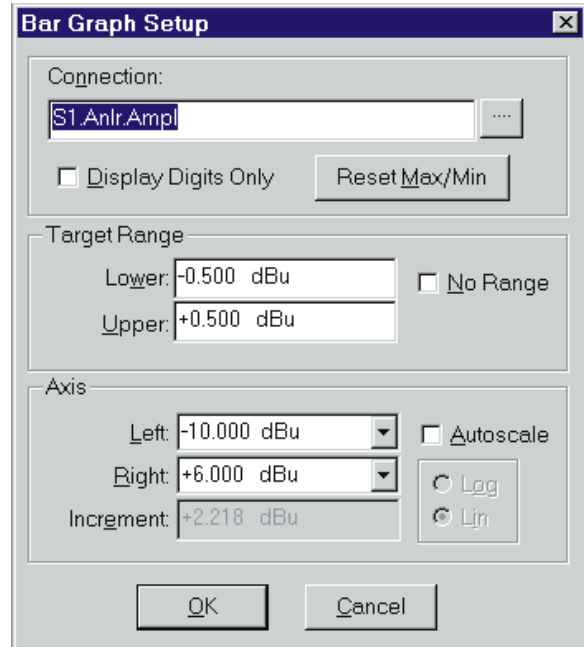 Bar Graph Setup
Connection:
S1.Anlr.Ampl
....
Display Digits Only
Reset Max/Min
Target Range
Lower: -0.500 dBu
No Range
Upper: +0.500 dBu
Axis
Left: -10.000 dBu
Autoscale
Right: +6.000 dBu
Log
Increment: +2.218 dBu
Lin
OK
Cancel